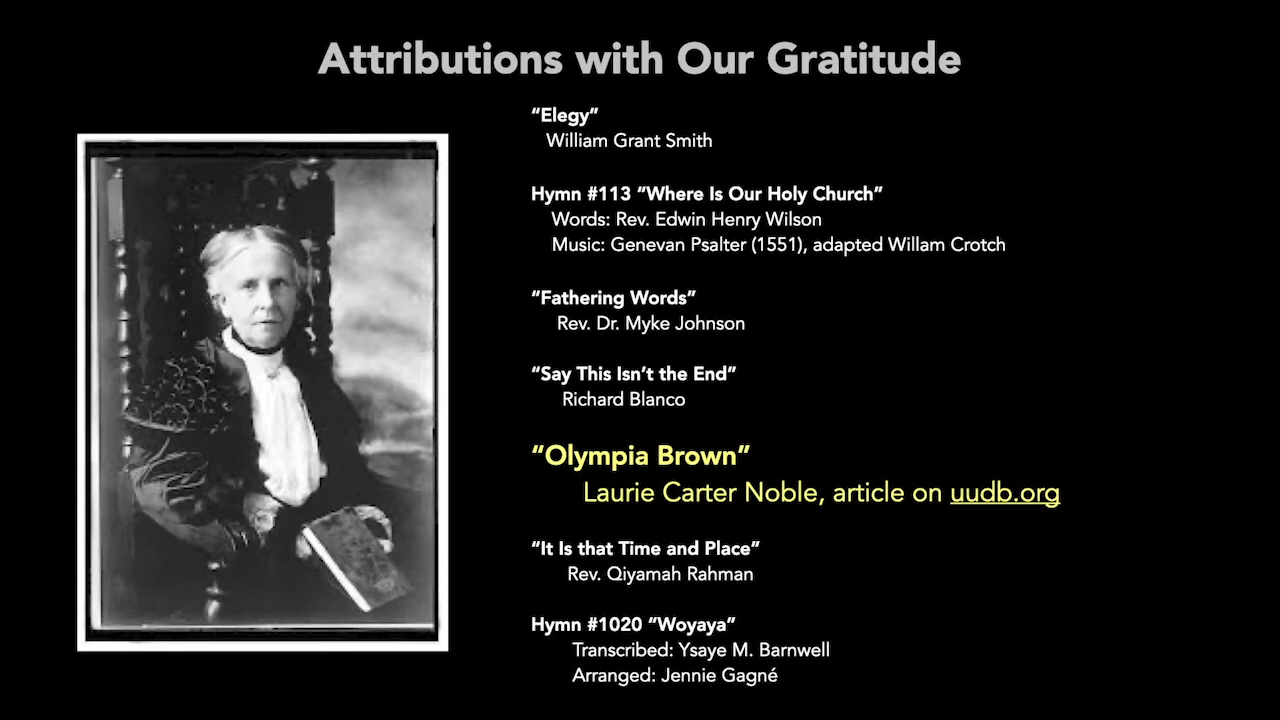 Attributions with Our Gratitude
“Elegy”
William Grant Smith
Hymn #113 “Where Is Our Holy Church”
Words: Rev. Edwin Henry Wilson
Music: Genevan Psalter (1551), adapted Willam Crotch
“Fathering Words”
Rev. Dr. Myke Johnson
“Say This Isn’t the End”
Richard Blanco
“Olympia Brown”
Laurie Carter Noble, article on uudb.org
“It Is that Time and Place”
Rev. Qiyamah Rahman
Hymn #1020 “Woyaya”
Transcribed: Ysaye M. Barnwell
Arranged: Jennie Gagné